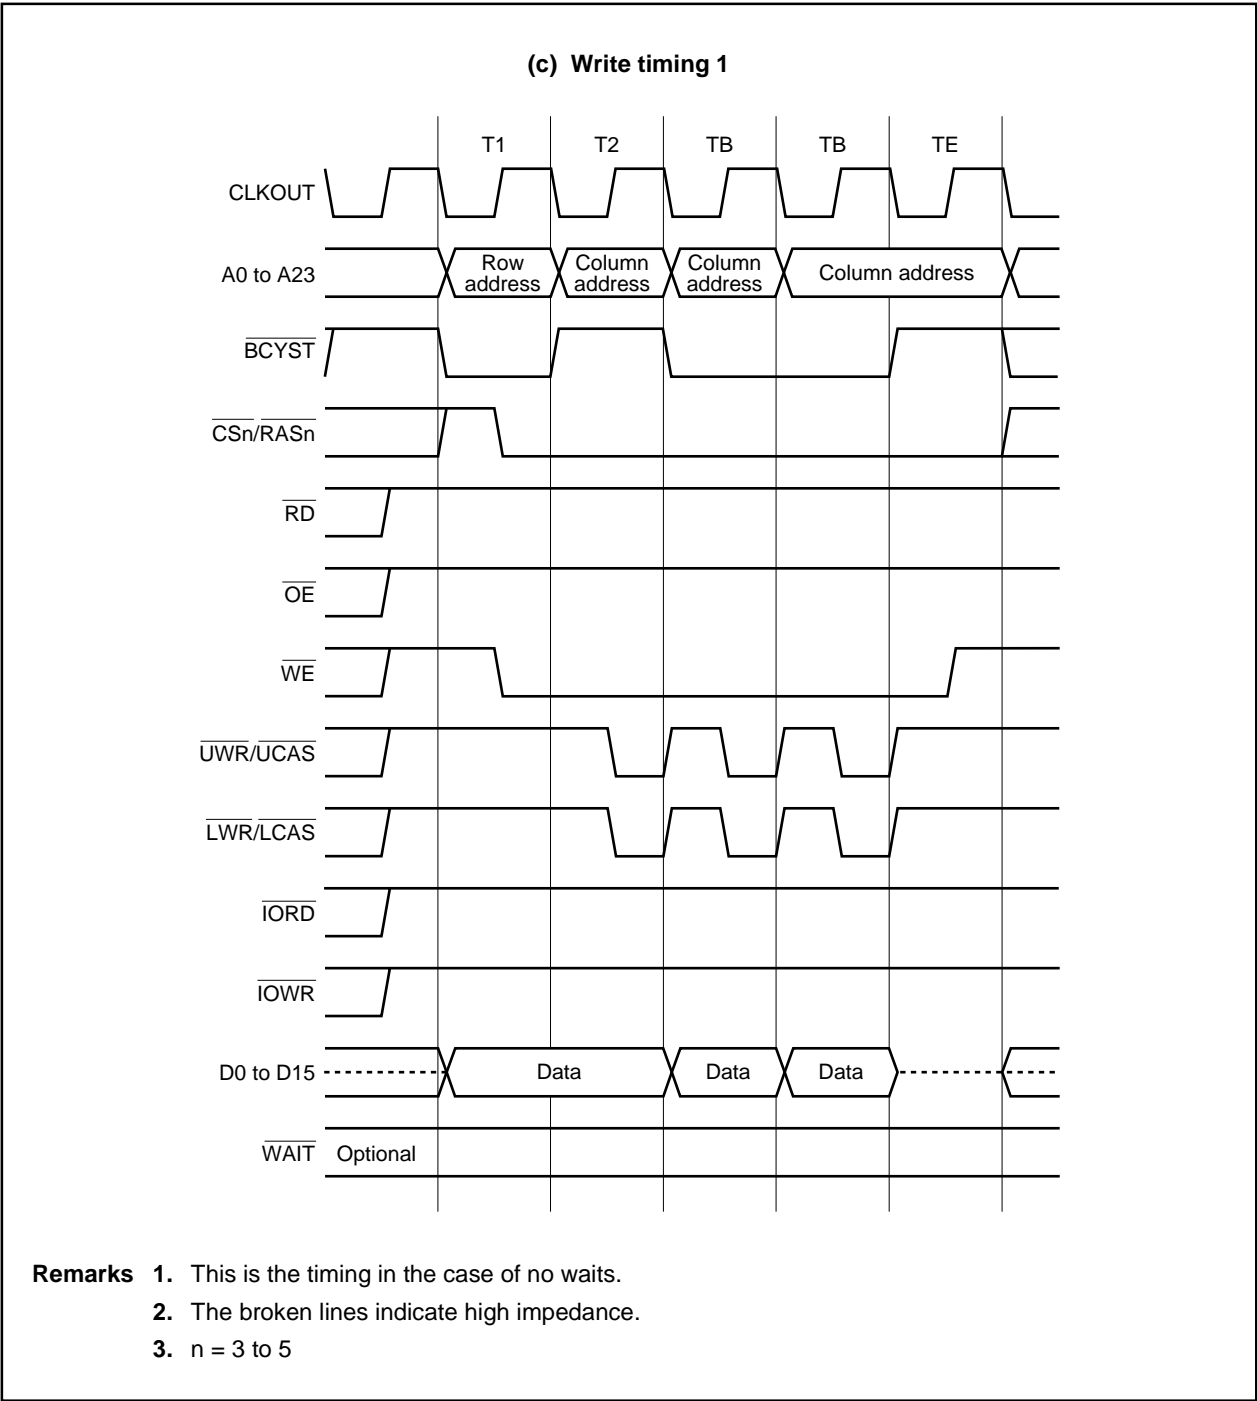 (c) Write timing 1
T1 T2 TB TB TE
CLKOUT
A0 to A23
Row address
Column address
Column address
Column address
BCYST
CSn/RASn
RD
OE
WE
UWR/UCAS
LWR/LCAS
IORD
IOWR
D0 to D15 Data Data Data
WAIT Optional
Remarks 1. This is the timing in the case of no waits.
2. The broken lines indicate high impedance.
3. n = 3 to 5